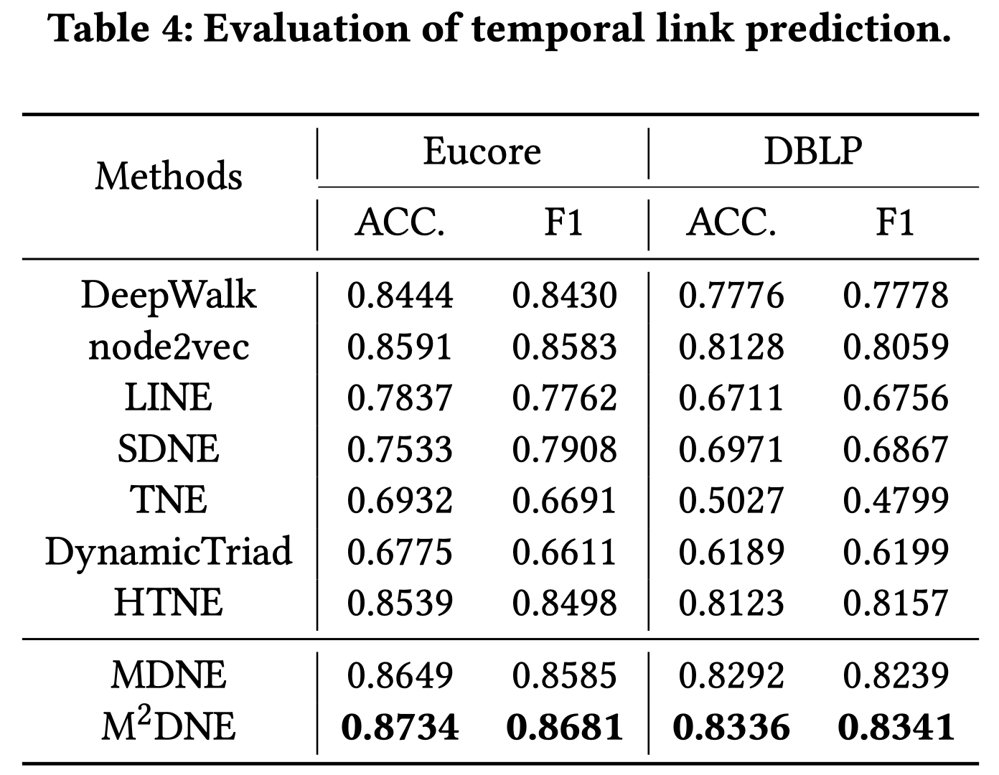 Table 4: Evaluation of temporal link prediction.
Methods Eucore DBLP
ACC. F1 ACC. F1
DeepWalk 0.8444 0.8430 0.7776 0.7778
node2vec 0.8591 0.8583 0.8128 0.8059
LINE 0.7837 0.7762 0.6711 0.6756
SDNE 0.7533 0.7908 0.6971 0.6867
TNE 0.6932 0.6691 0.5027 0.4799
DynamicTriad 0.6775 0.6611 0.6189 0.6199
HTNE 0.8539 0.8498 0.8123 0.8157
MDNE 0.8649 0.8585 0.8292 0.8239
M²DNE 0.8734 0.8681 0.8336 0.8341